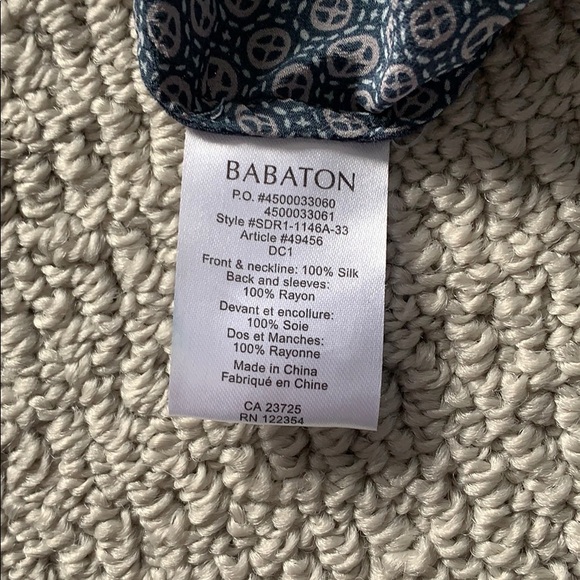 BABATON
P.O. #4500033060
4500033061
Style #SDR1-1146A-33
Article #49456
DC1
Front & neckline: 100% Silk
Back and sleeves:
100% Rayon
Devant et encollure:
100% Soie
Dos et Manches:
100% Rayonne
Made in China
Fabriqué en Chine
CA 23725
RN 122354